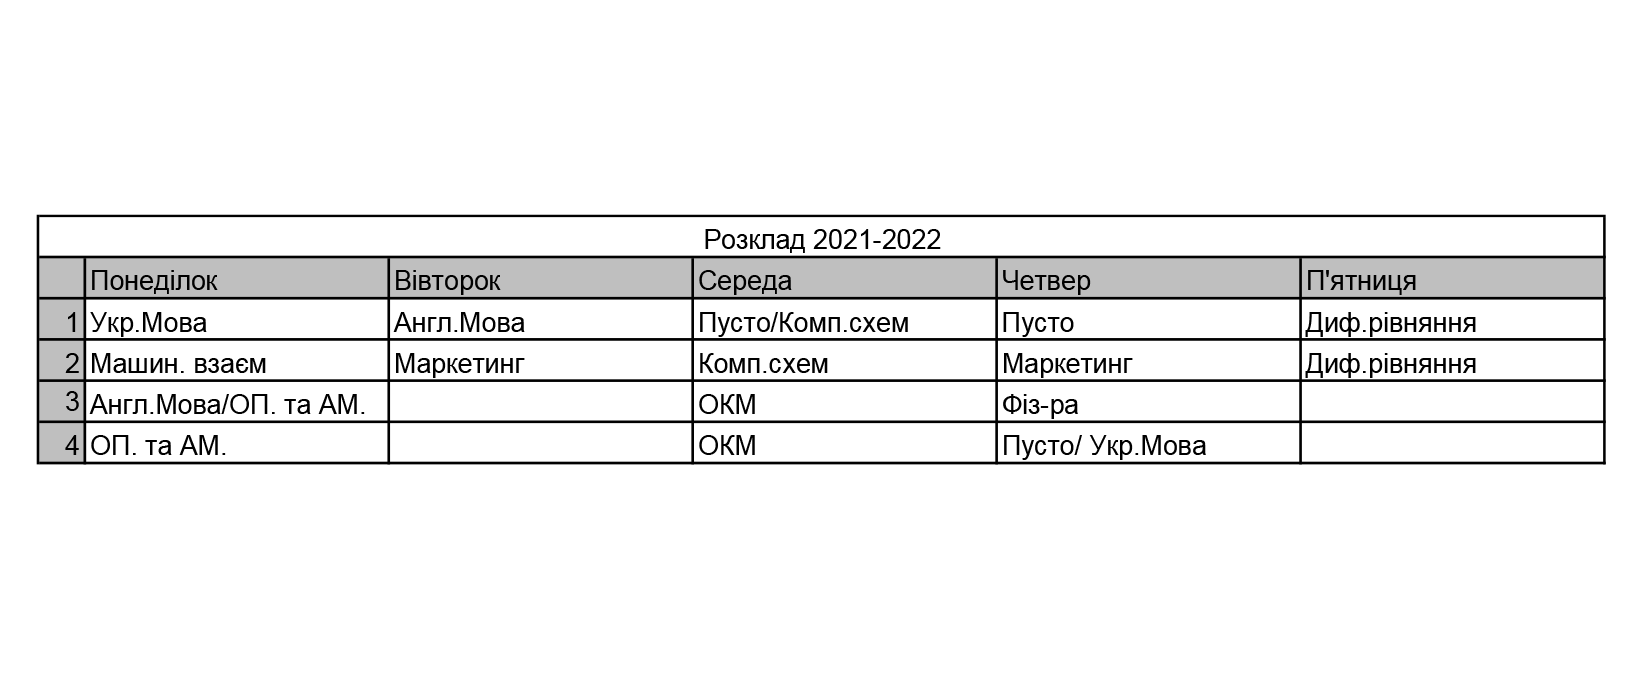 Розклад 2021-2022
Понеділок Вівторок Середа Четвер П'ятниця
1 Укр.Мова Англ.Мова Пусто/Комп.схем Пусто Диф.рівняння
2 Машин. взаєм Маркетинг Комп.схем Маркетинг Диф.рівняння
3 Англ.Мова/ОП. та АМ. ОКМ Фіз-ра
4 ОП. та АМ. ОКМ Пусто/ Укр.Мова